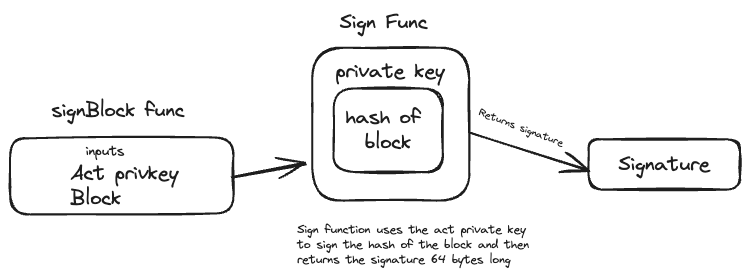 Sign Func
signBlock func
inputs
Act privkey
Block
private key
hash of
block
Returns signature
Signature
Sign function uses the act private key
to sign the hash of the block and then
returns the signature 64 bytes long